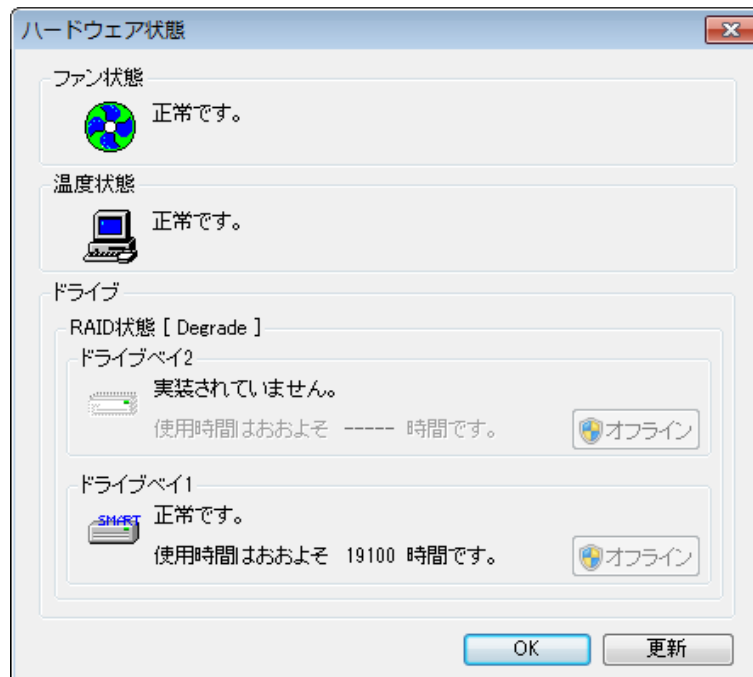 ハードウェア状態
ファン状態
正常です。
温度状態
正常です。
ドライブ
RAID状態 [ Degrade ]
ドライブベイ2
実装されていません。
使用時間はおおよそ ----- 時間です。
オフライン
ドライブベイ1
SMART
正常です。
使用時間はおおよそ 19100 時間です。
オフライン
OK
更新